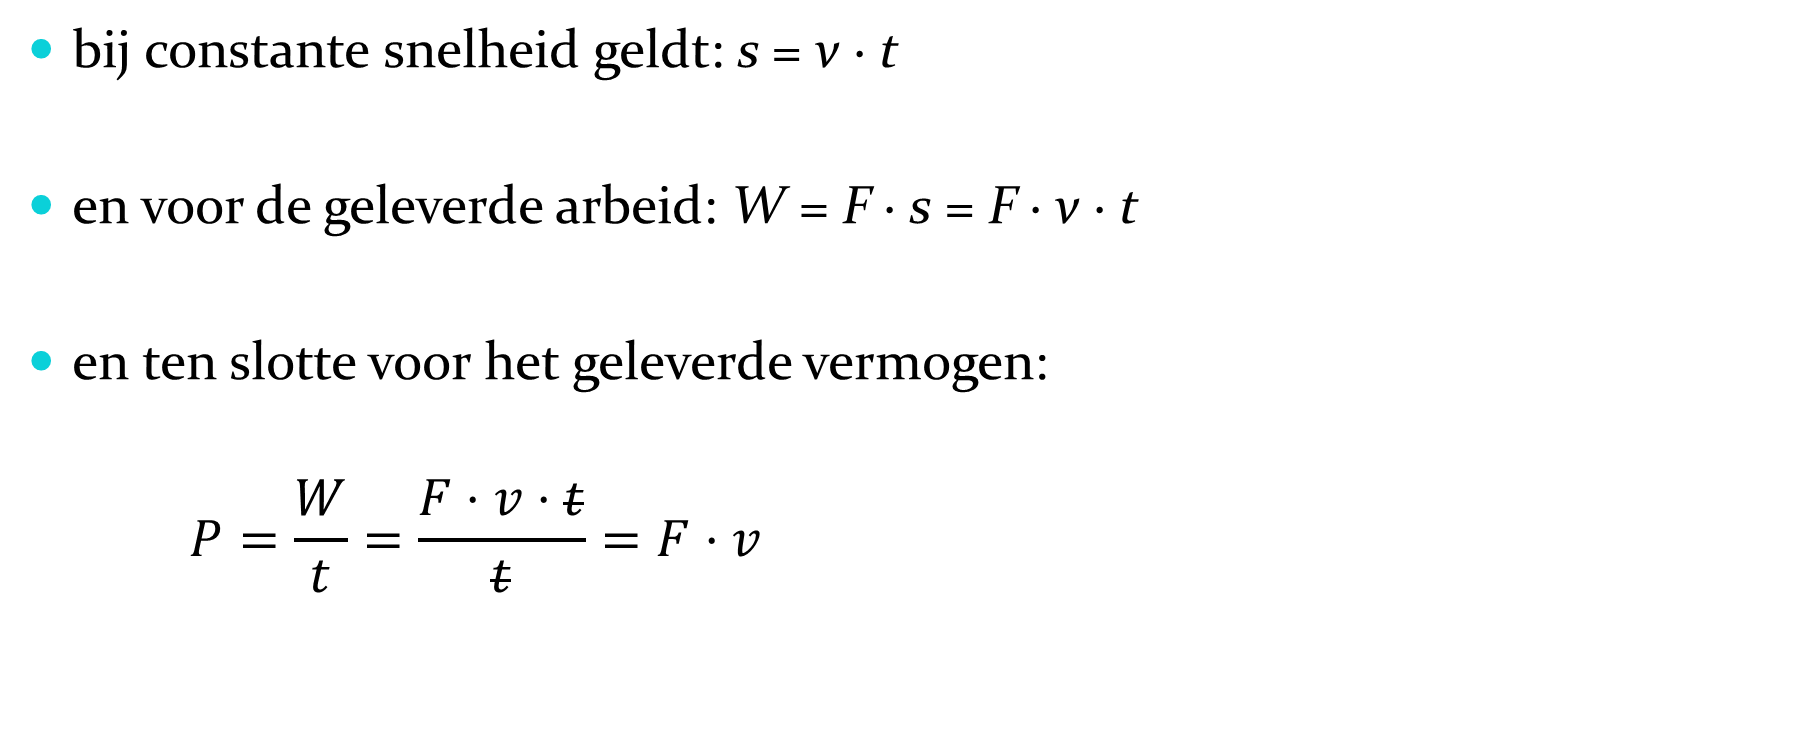 • bij constante snelheid geldt: s = v · t
• en voor de geleverde arbeid: W = F · s = F · v · t
• en ten slotte voor het geleverde vermogen:
P = W/t = F · v · t̶/t̶ = F · v